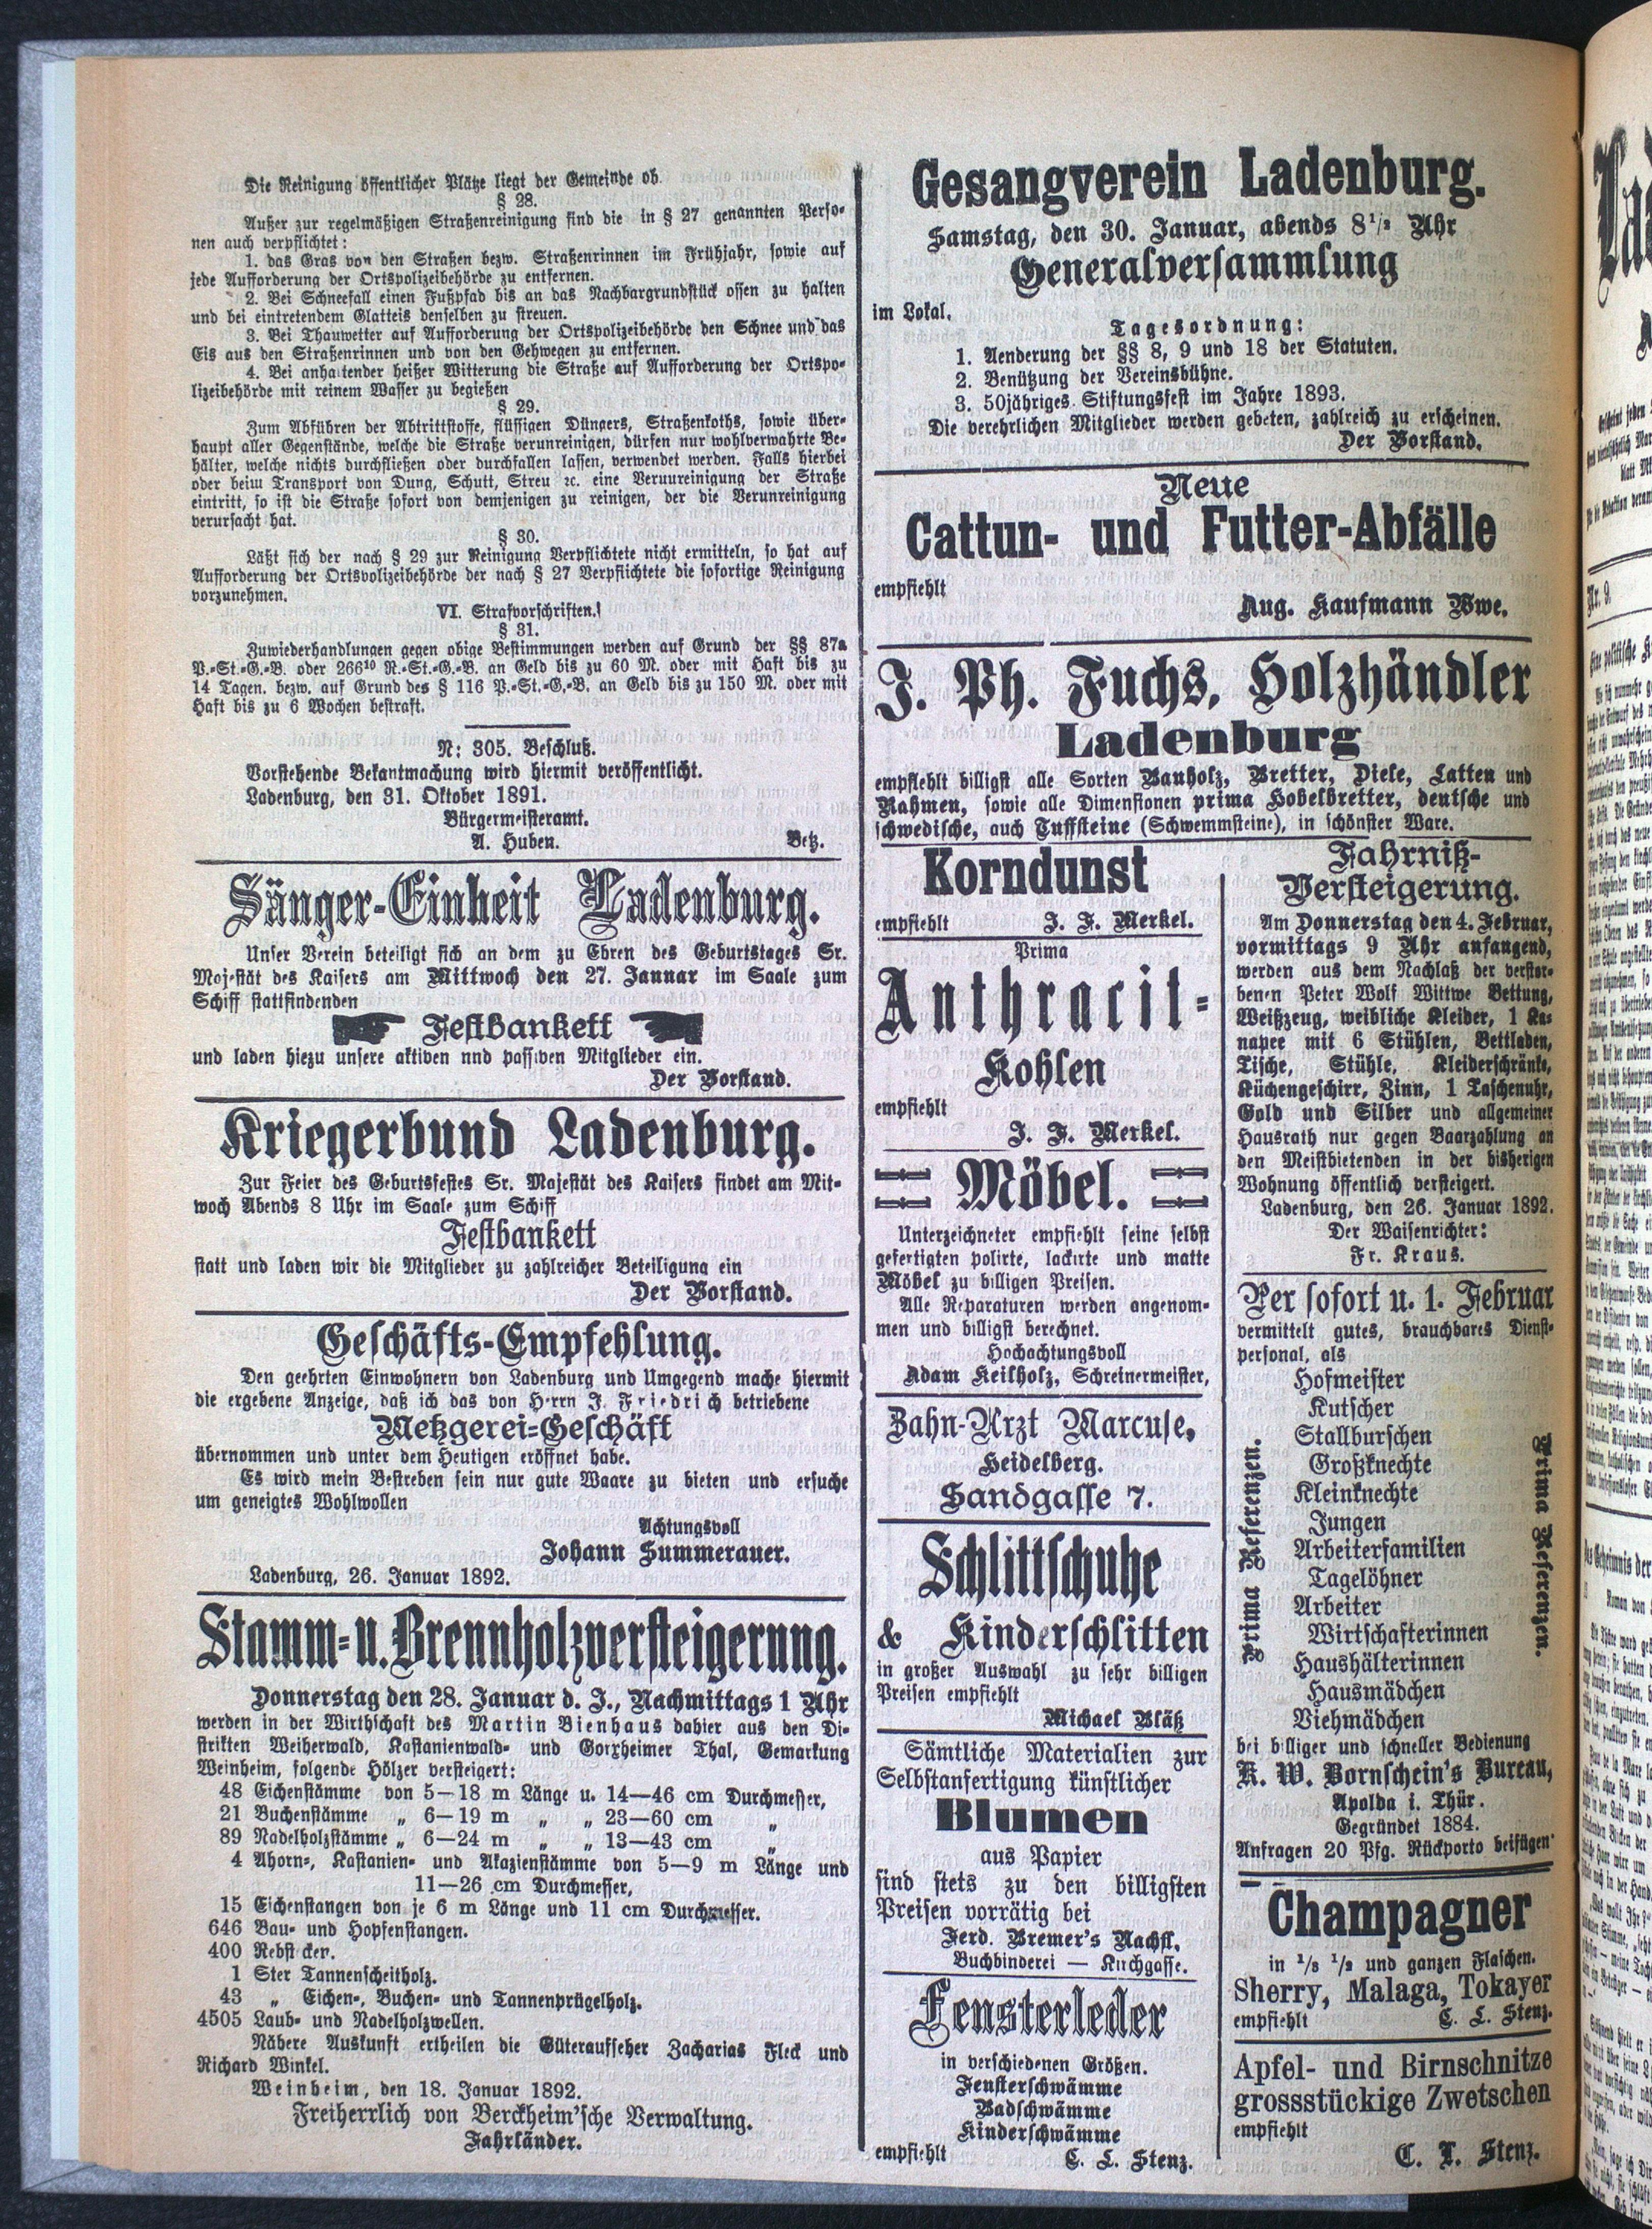 Die Reinigung öffentlicher Plätze liegt der Gemeinde ob.
§ 28.
Außer zur regelmäßigen Straßenreinigung sind die in § 27 genannten Perso-
nen auch verpflichtet:
1. das Gras von den Straßen bezw. Straßenrinnen im Frühjahr, sowie auf
jede Aufforderung der Ortspolizeibehörde zu entfernen.
2. Bei Schneefall einen Fußpfad bis an das Nachbargrundstück offen zu halten
und bei eintretendem Glatteis denselben zu streuen.
3. Bei Thauwetter auf Aufforderung der Ortspolizeibehörde den Schnee und das
Eis aus den Straßenrinnen und von den Gehwegen zu entfernen.
4. Bei anhaltender heißer Witterung die Straße auf Aufforderung der Ortspo-
lizeibehörde mit reinem Wasser zu begießen
§ 29.
Zum Abführen der Abtrittstoffe, flüssigen Düngers, Straßenkoths, sowie über-
haupt aller Gegenstände, welche die Straße verunreinigen, dürfen nur wohlverwahrte Be-
hälter, welche nichts durchfließen oder durchfallen lassen, verwendet werden. Falls hierbei
oder beim Transport von Dung, Schutt, Streu ꝛc. eine Veruureinigung der Straße
eintritt, so ist die Straße sofort von demjenigen zu reinigen, der die Verunreinigung
verursacht hat.
§ 30.
Läßt sich der nach § 29 zur Reinigung Verpflichtete nicht ermitteln, so hat auf
Aufforderung der Ortspolizeibehörde der nach § 27 Verpflichtete die sofortige Reinigung
vorzunehmen.
VI. Strafvorschriften.
§ 31.
Zuwiederhandlungen gegen obige Bestimmungen werden auf Grund der §§ 87a
P.-St.-G.-B. oder 266¹⁰ R.-St.-G.-B. an Geld bis zu 60 M. oder mit Haft bis zu
14 Tagen. bezw. auf Grund des § 116 P.-St.-G.-B. an Geld bis zu 150 M. oder mit
Haft bis zu 6 Wochen bestraft.
N: 305. Beschluß.
Vorstehende Bekantmachung wird hiermit veröffentlicht.
Ladenburg, den 31. Oktober 1891.
Bürgermeisteramt.
A. Huben. Betz.
Sänger-Einheit Ladenburg.
Unser Verein beteiligt sich an dem zu Ehren des Geburtstages Sr.
Majestät des Kaisers am Mittwoch den 27. Januar im Saale zum
Schiff stattfindenden
Festbankett
und laden hiezu unsere aktiven nnd passiven Mitglieder ein.
Der Vorstand.
Kriegerbund Ladenburg.
Zur Feier des Geburtsfestes Sr. Majestät des Kaisers findet am Mit-
woch Abends 8 Uhr im Saale zum Schiff
Festbankett
statt und laden wir die Mitglieder zu zahlreicher Beteiligung ein
Der Vorstand.
Geschäfts-Empfehlung.
Den geehrten Einwohnern von Ladenburg und Umgegend mache hiermit
die ergebene Anzeige, daß ich das von Herrn J. Friedrich betriebene
Metzgerei-Geschäft
übernommen und unter dem Heutigen eröffnet habe.
Es wird mein Bestreben sein nur gute Waare zu bieten und ersuche
um geneigtes Wohlwollen
Achtungsvoll
Johann Summerauer.
Ladenburg, 26. Januar 1892.
Stamm- u. Brennholzversteigerung.
Donnerstag den 28. Januar d. J., Nachmittags 1 Uhr
werden in der Wirthschaft des Martin Bienhaus dahier aus den Di-
strikten Weiherwald, Kastanienwald- und Gorxheimer Thal, Gemarkung
Weinheim, folgende Hölzer versteigert:
48 Eichenstämme von 5—18 m Länge u. 14—46 cm Durchmesser,
21 Buchenstämme „ 6—19 m „ „ 23—60 cm „
89 Nadelholzstämme „ 6—24 m „ „ 13—43 cm „
4 Ahorn-, Kastanien- und Akazienstämme von 5—9 m Länge und
11—26 cm Durchmesser,
15 Eichenstangen von je 6 m Länge und 11 cm Durchmesser.
646 Bau- und Hopfenstangen.
400 Rebstecken.
1 Ster Tannenscheitholz.
43 „ Eichen-, Buchen- und Tannenprügelholz.
4505 Laub- und Nadelholzwellen.
Nähere Auskunft ertheilen die Güteraufseher Zacharias Fleck und
Richard Winkel.
Weinheim, den 18. Januar 1892.
Freiherrlich von Berckheim'sche Verwaltung.
Fahrländer.
Gesangverein Ladenburg.
Samstag, den 30. Januar, abends 8¹/₂ Uhr
Generalversammlung
im Lokal.
Tagesordnung:
1. Aenderung der §§ 8, 9 und 18 der Statuten.
2. Benützung der Vereinsbühne.
3. 50jähriges Stiftungsfest im Jahre 1893.
Die verehrlichen Mitglieder werden gebeten, zahlreich zu erscheinen.
Der Vorstand.
Neue
Cattun- und Futter-Abfälle
empfiehlt
Aug. Kaufmann Wwe.
J. Ph. Fuchs, Holzhändler
Ladenburg
empfiehlt billigst alle Sorten Bauholz, Bretter, Diele, Latten und
Rahmen, sowie alle Dimensionen prima Hobelbretter, deutsche und
schwedische, auch Tuffsteine (Schwemmsteine), in schönster Ware.
Korndunst
empfiehlt J. F. Merkel.
Prima
Anthracit-
Kohlen
empfiehlt
J. F. Merkel.
Möbel.
Unterzeichneter empfiehlt seine selbst
gefertigten polirte, lackirte und matte
Möbel zu billigen Preisen.
Alle Reparaturen werden angenom-
men und billigst berechnet.
Hochachtungsvoll
Adam Keilholz, Schreinermeister,
Zahn-Arzt Marcuse,
Heidelberg.
Sandgasse 7.
Schlittschuhe
& Kinderschlitten
in großer Auswahl zu sehr billigen
Preisen empfiehlt
Michael Bläß
Sämtliche Materialien zur
Selbstanfertigung künstlicher
Blumen
aus Papier
sind stets zu den billigsten
Preisen vorrätig bei
Ferd. Bremer's Nachfl.
Buchbinderei — Kirchgasse.
Fensterleder
in verschiedenen Größen.
Fensterschwämme
Badschwämme
Kinderschwämme
empfiehlt C. L. Stenz.
Fahrniß-
Versteigerung.
Am Donnerstag den 4. Februar,
vormittags 9 Uhr anfangend,
werden aus dem Nachlaß der verstor-
benen Peter Wolf Wittwe Bettung,
Weißzeug, weibliche Kleider, 1 Ka-
napee mit 6 Stühlen, Bettladen,
Tische, Stühle, Kleiderschränke,
Küchengeschirr, Zinn, 1 Taschenuhr,
Gold und Silber und allgemeiner
Hausrath nur gegen Baarzahlung an
den Meistbietenden in der bisherigen
Wohnung öffentlich versteigert.
Ladenburg, den 26. Januar 1892.
Der Waisenrichter:
Fr. Kraus.
Per sofort u. 1. Februar
vermittelt gutes, brauchbares Dienst-
personal, als
Prima Referenzen.
Hofmeister
Kutscher
Stallburschen
Großknechte
Kleinknechte
Jungen
Arbeiterfamilien
Tagelöhner
Arbeiter
Wirtschafterinnen
Haushälterinnen
Hausmädchen
Viehmädchen
Prima Referenzen.
bei billiger und schneller Bedienung
K. W. Bornschein's Bureau,
Apolda i. Thür.
Gegründet 1884.
Anfragen 20 Pfg. Rückporto beifügen
Champagner
in ¹/₈ ¹/₂ und ganzen Flaschen.
Sherry, Malaga, Tokayer
empfiehlt C. L. Stenz.
Apfel- und Birnschnitze
grossstückige Zwetschen
empfiehlt
C. L. Stenz.
Nr. 9.